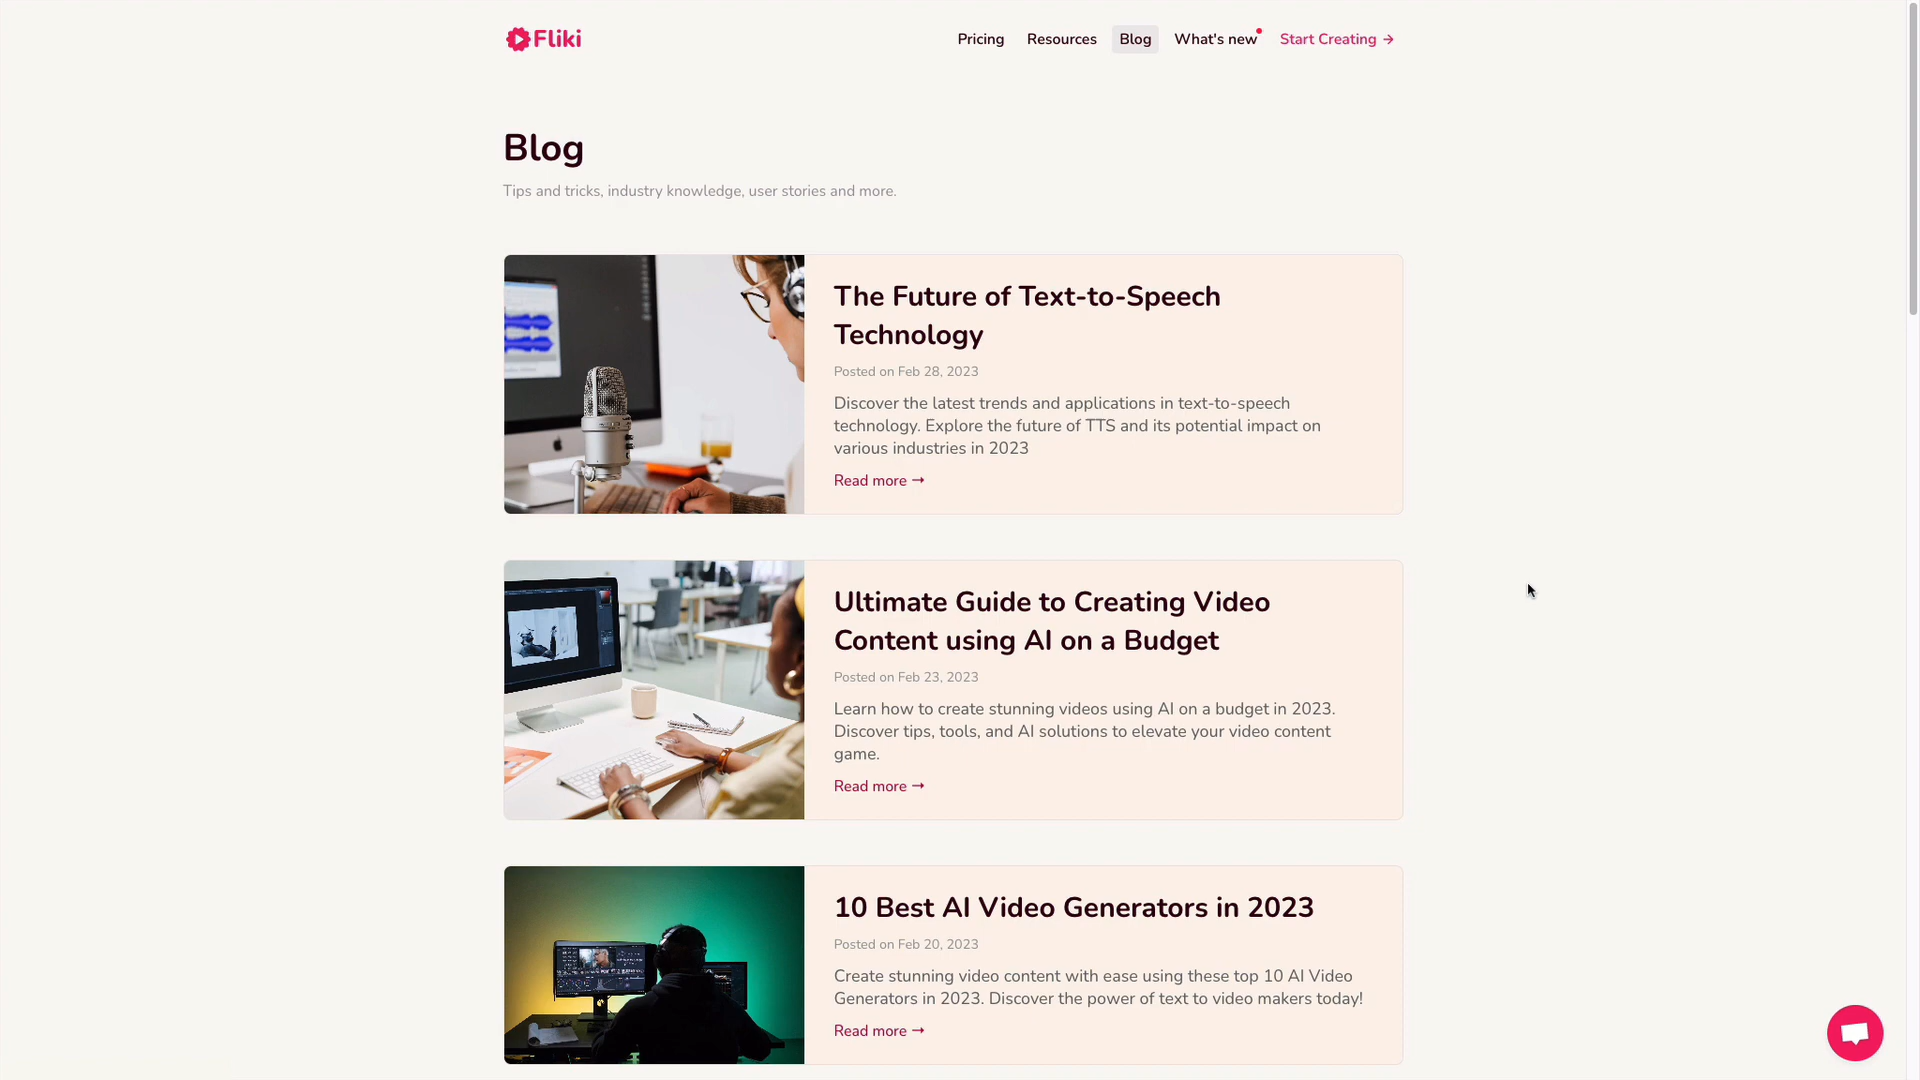 Fliki
Pricing
Resources
Blog
What's new
Start Creating →
Blog
Tips and tricks, industry knowledge, user stories and more.
The Future of Text-to-Speech
Technology
Posted on Feb 28, 2023
Discover the latest trends and applications in text-to-speech
technology. Explore the future of TTS and its potential impact on
various industries in 2023
Read more →
Ultimate Guide to Creating Video
Content using AI on a Budget
Posted on Feb 23, 2023
Learn how to create stunning videos using AI on a budget in 2023.
Discover tips, tools, and AI solutions to elevate your video content
game.
Read more →
10 Best AI Video Generators in 2023
Posted on Feb 20, 2023
Create stunning video content with ease using these top 10 AI Video
Generators in 2023. Discover the power of text to video makers today!
Read more →